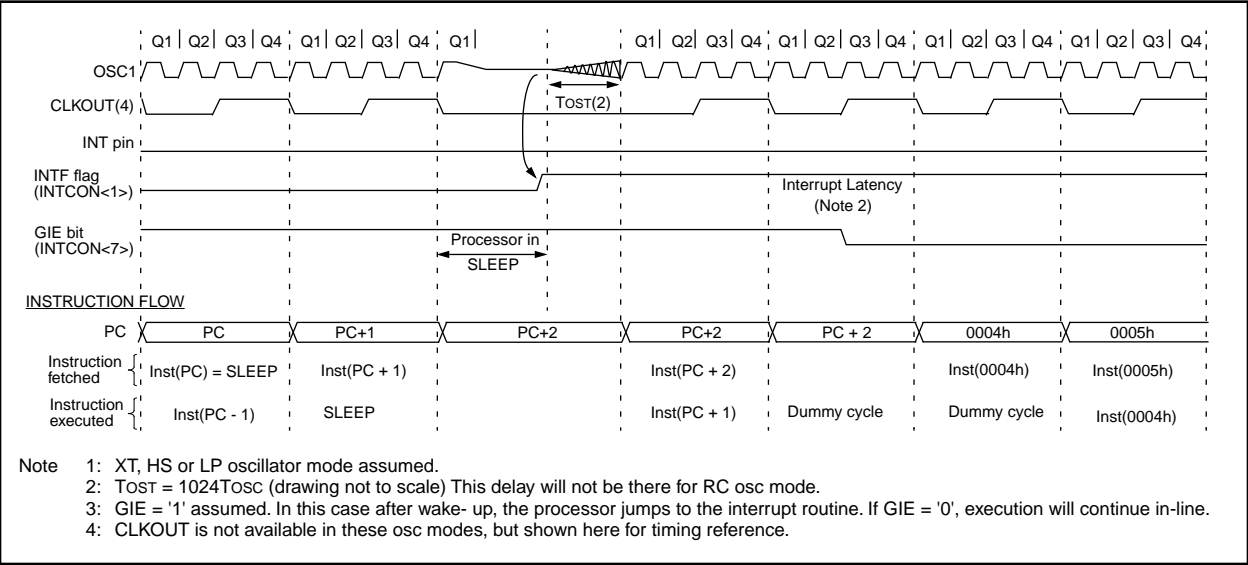 Q1 Q2 Q3 Q4 Q1 Q2 Q3 Q4 Q1 Q1 Q2 Q3 Q4 Q1 Q2 Q3 Q4 Q1 Q2 Q3 Q4 Q1 Q2 Q3 Q4
OSC1
TOST(2)
CLKOUT(4)
INT pin
INTF flag
(INTCON<1>)
Interrupt Latency
(Note 2)
GIE bit
(INTCON<7>)
Processor in
SLEEP
INSTRUCTION FLOW
PC PC PC+1 PC+2 PC+2 PC + 2 0004h 0005h
Instruction
fetched
Inst(PC) = SLEEP Inst(PC + 1) Inst(PC + 2) Inst(0004h) Inst(0005h)
Instruction
executed
Inst(PC - 1) SLEEP Inst(PC + 1) Dummy cycle Dummy cycle Inst(0004h)
Note 1: XT, HS or LP oscillator mode assumed.
2: TOST = 1024TOSC (drawing not to scale) This delay will not be there for RC osc mode.
3: GIE = '1' assumed. In this case after wake- up, the processor jumps to the interrupt routine. If GIE = '0', execution will continue in-line.
4: CLKOUT is not available in these osc modes, but shown here for timing reference.